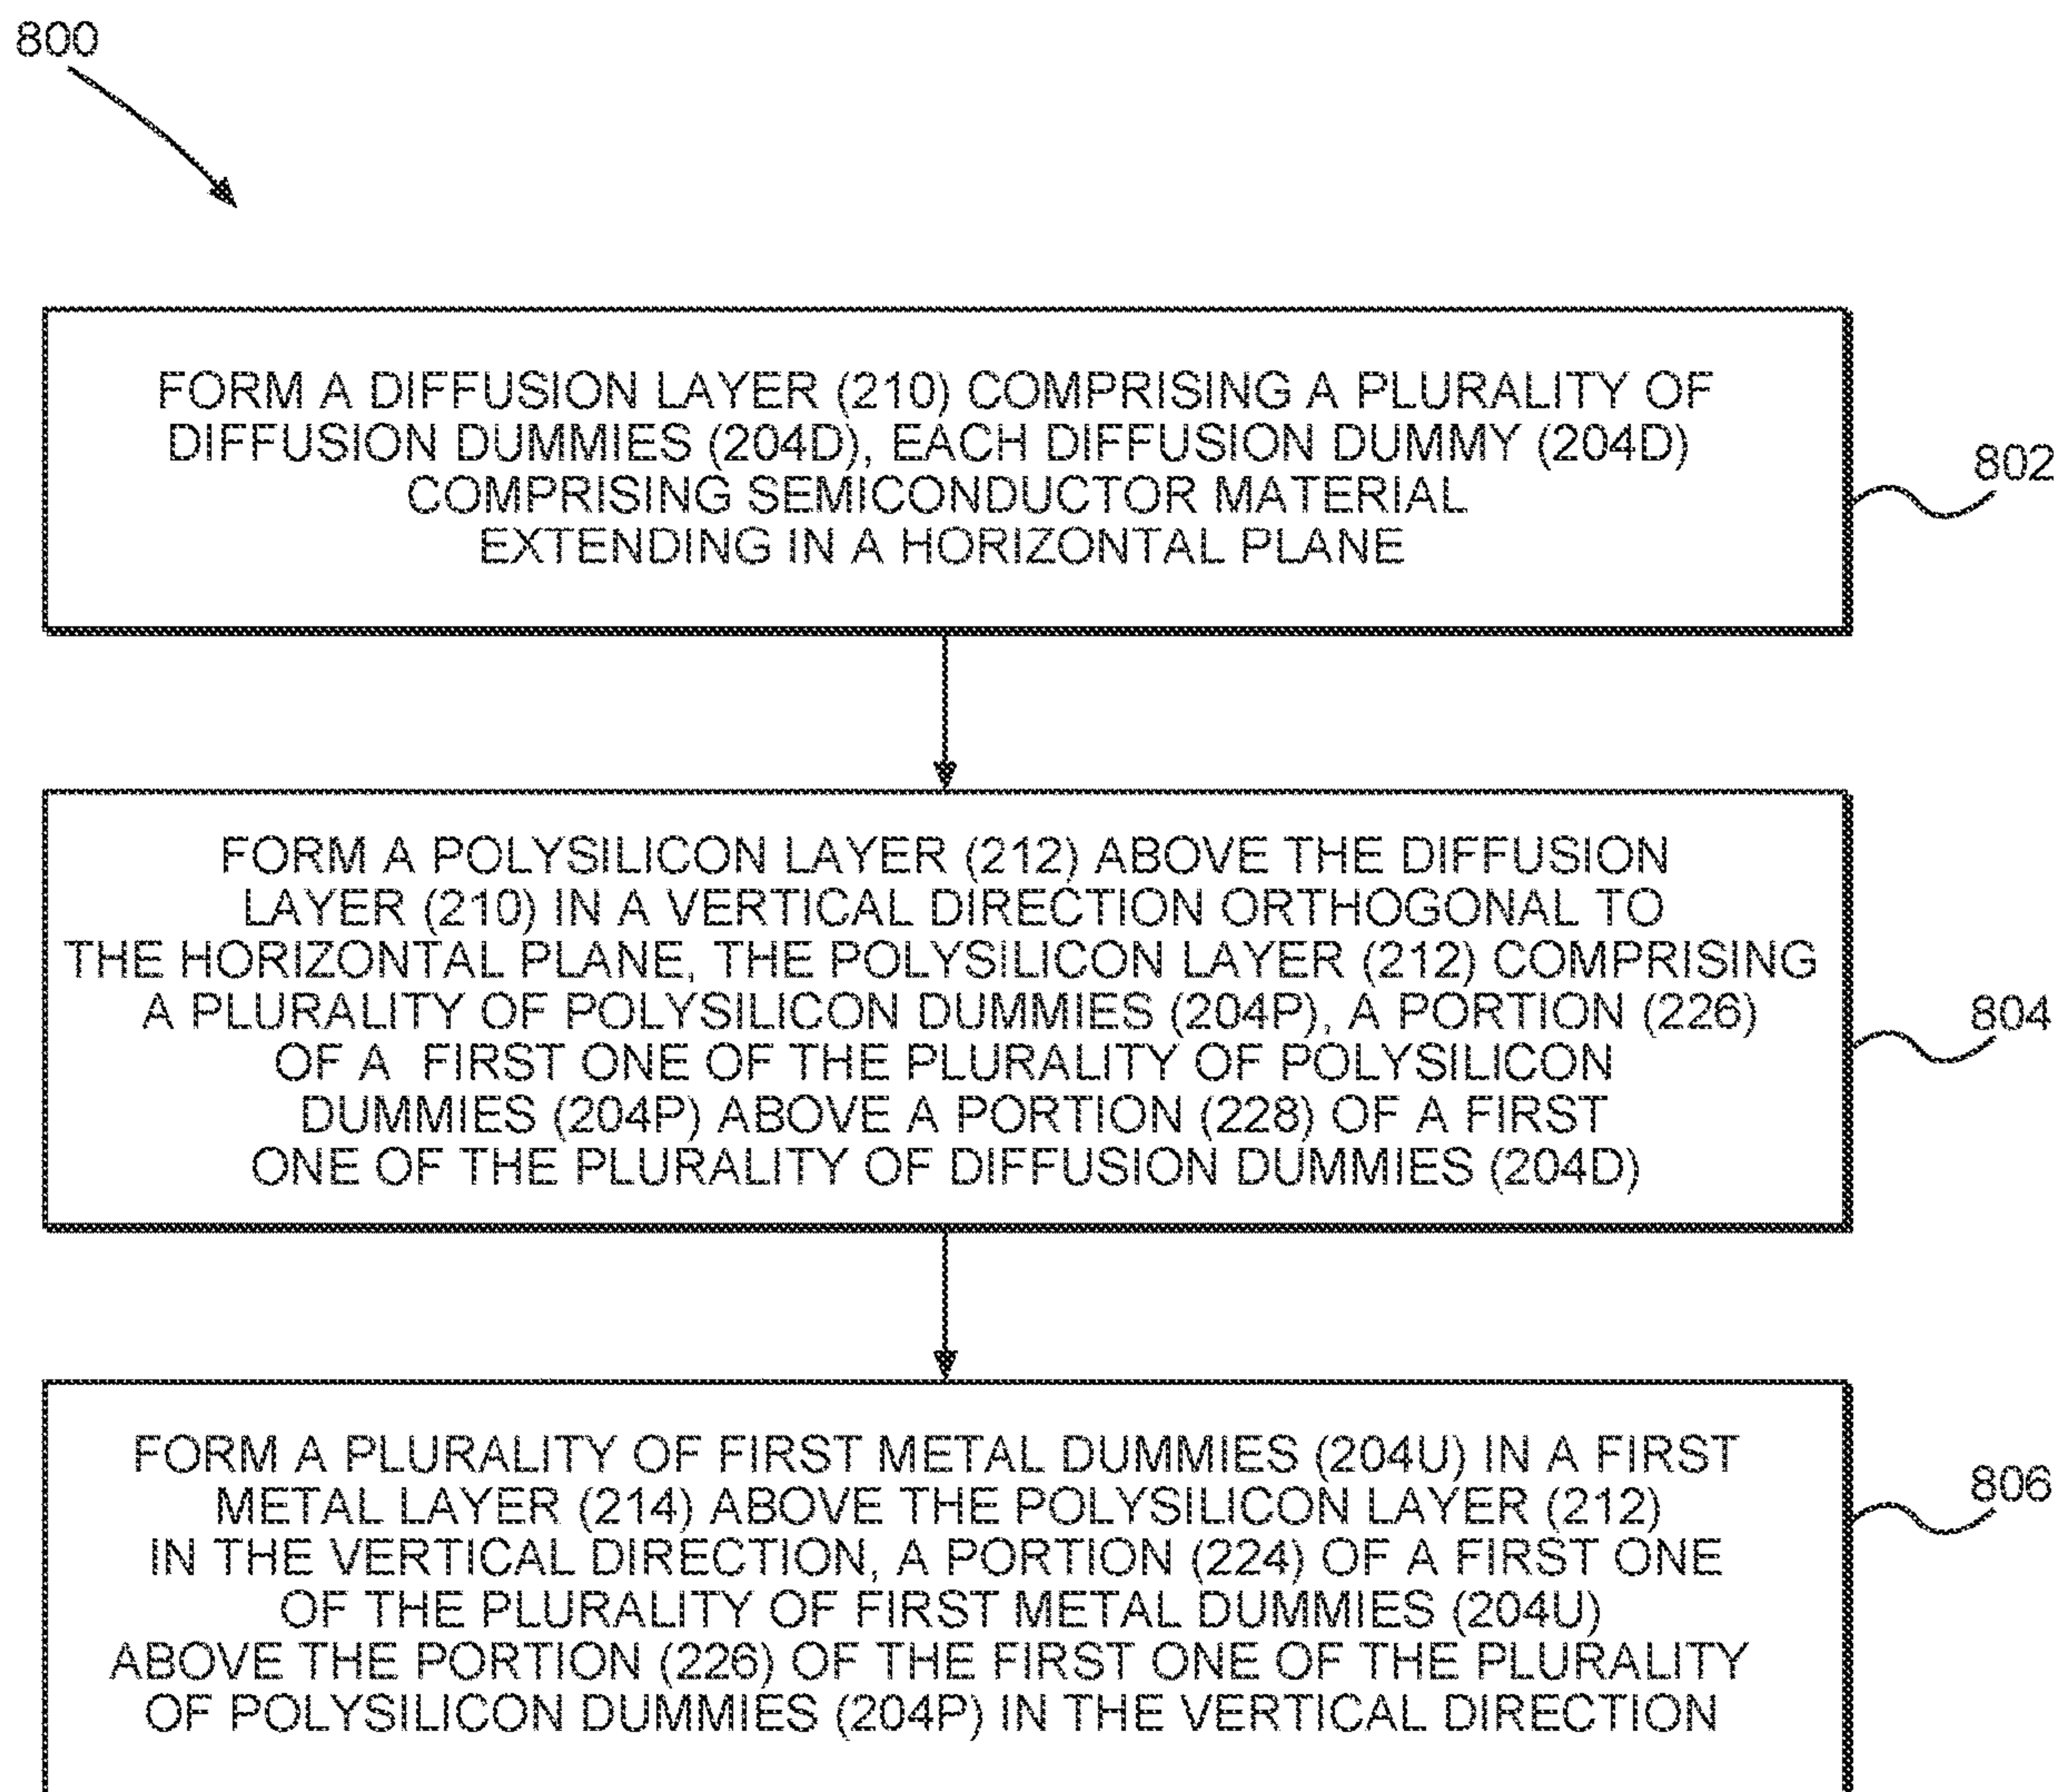 800
FORM A DIFFUSION LAYER (210) COMPRISING A PLURALITY OF
DIFFUSION DUMMIES (204D), EACH DIFFUSION DUMMY (204D)
COMPRISING SEMICONDUCTOR MATERIAL
EXTENDING IN A HORIZONTAL PLANE
802
FORM A POLYSILICON LAYER (212) ABOVE THE DIFFUSION
LAYER (210) IN A VERTICAL DIRECTION ORTHOGONAL TO
THE HORIZONTAL PLANE, THE POLYSILICON LAYER (212) COMPRISING
A PLURALITY OF POLYSILICON DUMMIES (204P), A PORTION (226)
OF A FIRST ONE OF THE PLURALITY OF POLYSILICON
DUMMIES (204P) ABOVE A PORTION (228) OF A FIRST
ONE OF THE PLURALITY OF DIFFUSION DUMMIES (204D)
804
FORM A PLURALITY OF FIRST METAL DUMMIES (204U) IN A FIRST
METAL LAYER (214) ABOVE THE POLYSILICON LAYER (212)
IN THE VERTICAL DIRECTION, A PORTION (224) OF A FIRST ONE
OF THE PLURALITY OF FIRST METAL DUMMIES (204U)
ABOVE THE PORTION (226) OF THE FIRST ONE OF THE PLURALITY
OF POLYSILICON DUMMIES (204P) IN THE VERTICAL DIRECTION
806